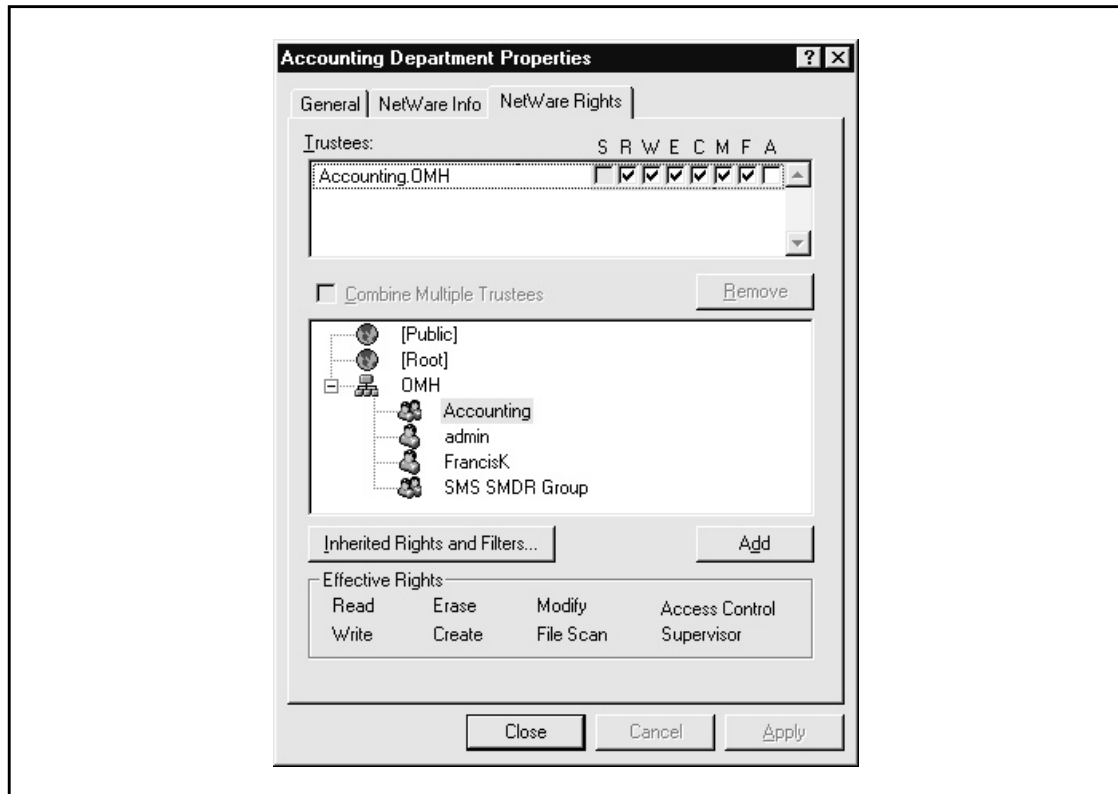 Accounting Department Properties
General NetWare Info NetWare Rights
Trustees: S R W E C M F A
Accounting.OMH
Combine Multiple Trustees Remove
[Public]
[Root]
OMH
Accounting
admin
FrancisK
SMS SMDR Group
Inherited Rights and Filters... Add
Effective Rights
Read Erase Modify Access Control
Write Create File Scan Supervisor
Close Cancel Apply